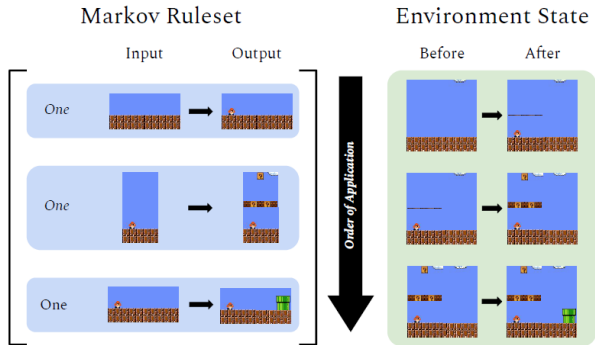 Markov Ruleset
Environment State
Input
Output
Before
After
One
One
One
Order of Application